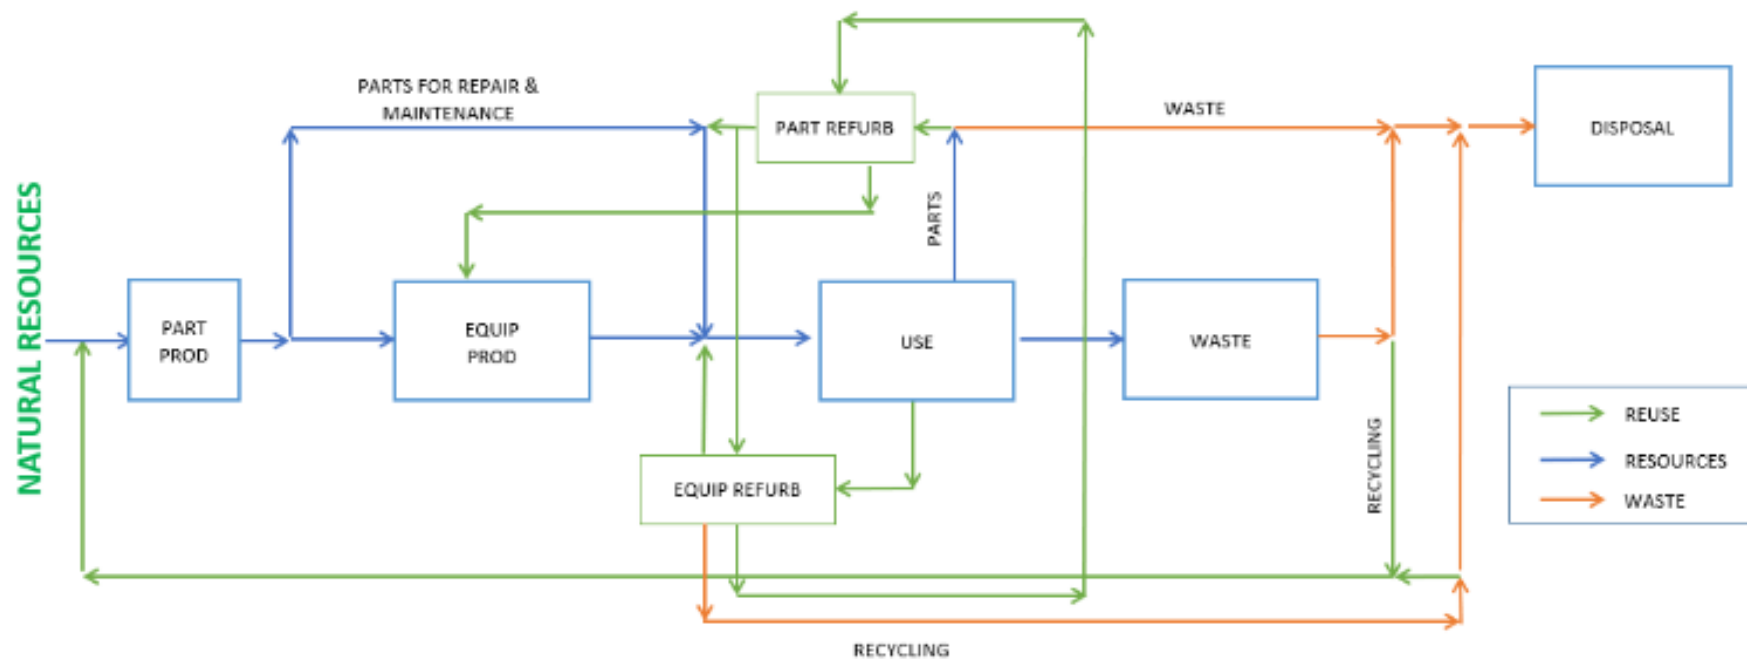 PARTS FOR REPAIR &
MAINTENANCE
PART REFURB
WASTE
DISPOSAL
NATURAL RESOURCES
PARTS
PART
PROD
EQUIP
PROD
USE
WASTE
RECYCLING
REUSE
RESOURCES
WASTE
EQUIP REFURB
RECYCLING